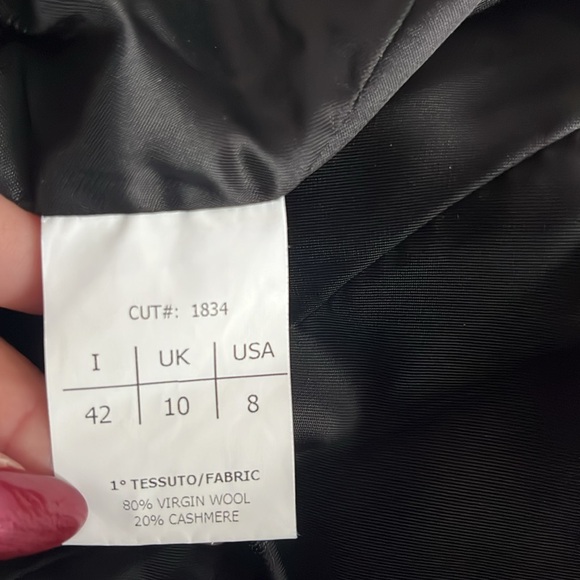 CUT#: 1834
I UK USA
42 10 8
1° TESSUTO/FABRIC
80% VIRGIN WOOL
20% CASHMERE